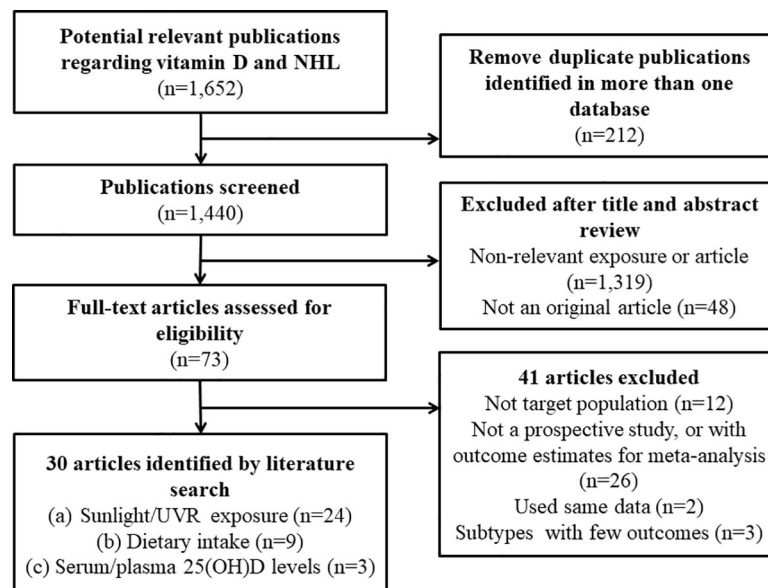 Potential relevant publications
regarding vitamin D and NHL
(n=1,652)
Remove duplicate publications
identified in more than one
database
(n=212)
Publications screened
(n=1,440)
Excluded after title and abstract
review
Non-relevant exposure or article
(n=1,319)
Not an original article (n=48)
Full-text articles assessed for
eligibility
(n=73)
41 articles excluded
Not target population (n=12)
Not a prospective study, or with
outcome estimates for meta-analysis
(n=26)
Used same data (n=2)
Subtypes with few outcomes (n=3)
30 articles identified by literature
search
(a) Sunlight/UVR exposure (n=24)
(b) Dietary intake (n=9)
(c) Serum/plasma 25(OH)D levels (n=3)